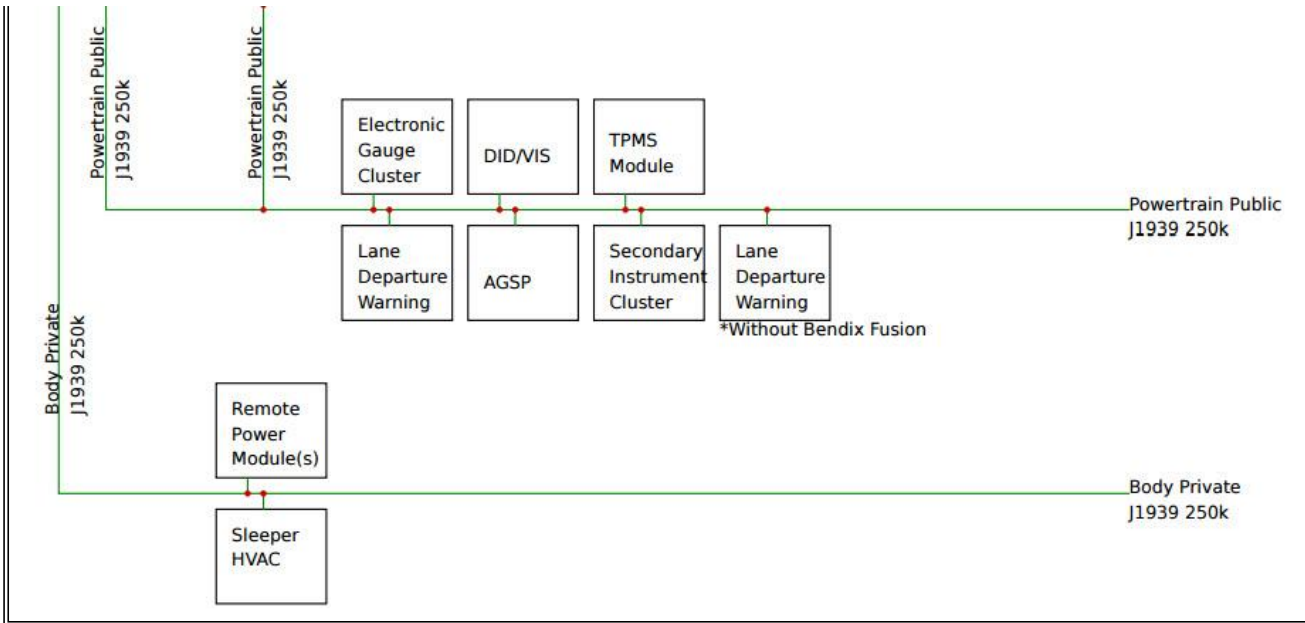 Powertrain Public
J1939 250k
Powertrain Public
J1939 250k
Electronic
Gauge
Cluster
DID/VIS
TPMS
Module
Powertrain Public
J1939 250k
Lane
Departure
Warning
AGSP
Secondary
Instrument
Cluster
Lane
Departure
Warning
*Without Bendix Fusion
Body Private
J1939 250k
Remote
Power
Module(s)
Body Private
J1939 250k
Sleeper
HVAC